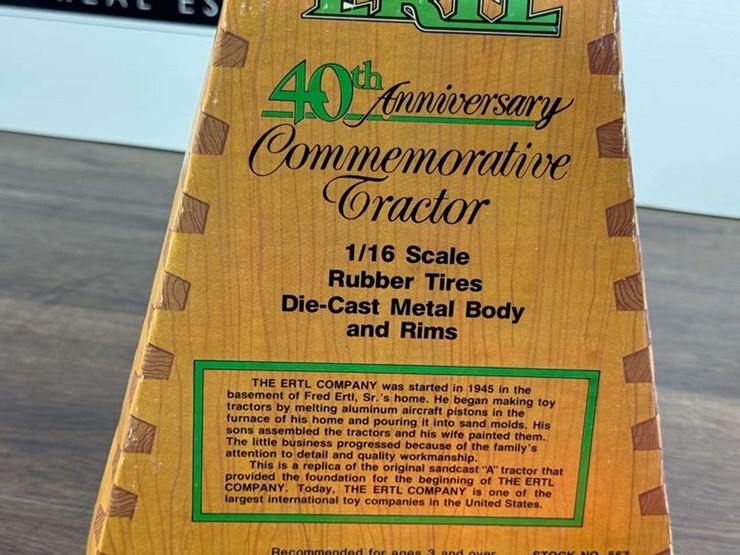 ERTL
40th Anniversary
Commemorative
Tractor
1/16 Scale
Rubber Tires
Die-Cast Metal Body
and Rims
THE ERTL COMPANY was started in 1945 in the
basement of Fred Ertl, Sr.'s home. He began making toy
tractors by melting aluminum aircraft pistons in the
furnace of his home and pouring it into sand molds. His
sons assembled the tractors and his wife painted them.
The little business progressed because of the family's
attention to detail and quality workmanship.
This is a replica of the original sandcast "A" tractor that
provided the foundation for the beginning of THE ERTL
COMPANY. Today, THE ERTL COMPANY is one of the
largest international toy companies in the United States.
Recommended for ages 3 and over STOCK NO.